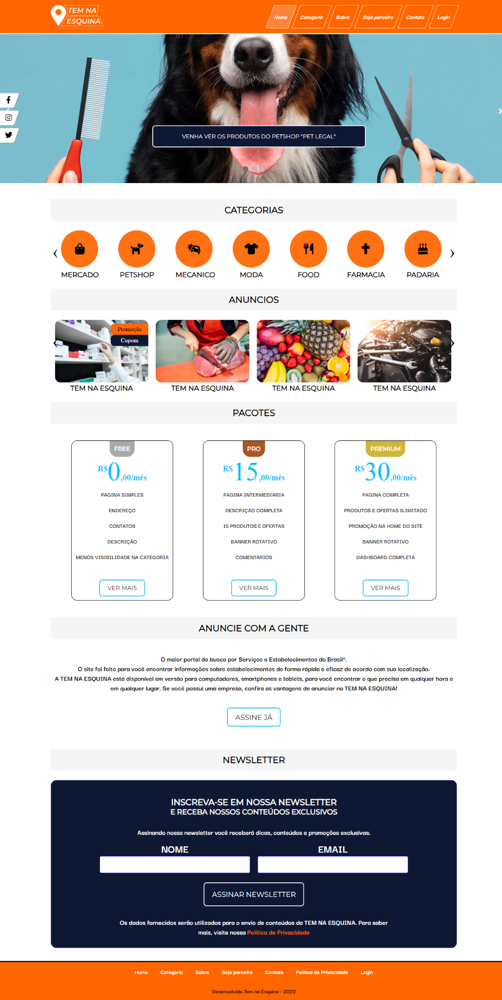 TEM NA
ESQUINA
Home
Categoria
Sobre
Seja parceiro
Contato
Login
VENHA VER OS PRODUTOS DO PETSHOP "PET LEGAL"
CATEGORIAS
MERCADO
PETSHOP
MECANICO
MODA
FOOD
FARMACIA
PADARIA
ANUNCIOS
Promoção
Cupom
TEM NA ESQUINA
TEM NA ESQUINA
TEM NA ESQUINA
TEM NA ESQUINA
PACOTES
FREE
R$0,00/mês
PAGINA SIMPLES
ENDEREÇO
CONTATOS
DESCRIÇÃO
MENOS VISIBILIDADE NA CATEGORIA
VER MAIS
PRO
R$15,00/mês
PAGINA INTERMEDIARIA
DESCRIÇÃO COMPLETA
15 PRODUTOS E OFERTAS
BANNER ROTATIVO
COMENTÁRIOS
VER MAIS
PREMIUM
R$30,00/mês
PAGINA COMPLETA
PRODUTOS E OFERTAS ILIMITADO
PROMOÇÃO NA HOME DO SITE
BANNER ROTATIVO
DASHBOARD COMPLETA
VER MAIS
ANUNCIE COM A GENTE
O maior portal de busca por Serviços e Estabelecimentos do Brasil*.
O site foi feito para você encontrar informações sobre estabelecimentos de forma rápida e eficaz de acordo com sua localização.
A TEM NA ESQUINA está disponível em versão para computadores, smartphones e tablets, para você encontrar o que precisa em qualquer hora e
em qualquer lugar. Se você possui uma empresa, confira as vantagens de anunciar na TEM NA ESQUINA!
ASSINE JÁ
NEWSLETTER
INSCREVA-SE EM NOSSA NEWSLETTER
E RECEBA NOSSOS CONTEÚDOS EXCLUSIVOS
Assinando nossa newsletter você receberá dicas, conteúdos e promoções exclusivas.
NOME
EMAIL
ASSINAR NEWSLETTER
Os dados fornecidos serão utilizados para o envio de conteúdos da TEM NA ESQUINA. Para saber
mais, visite nossa Política de Privacidade
Home
Categoria
Sobre
Seja parceiro
Contato
Política de Privacidade
Login
Desenvolvido Tem na Esquina - 2022